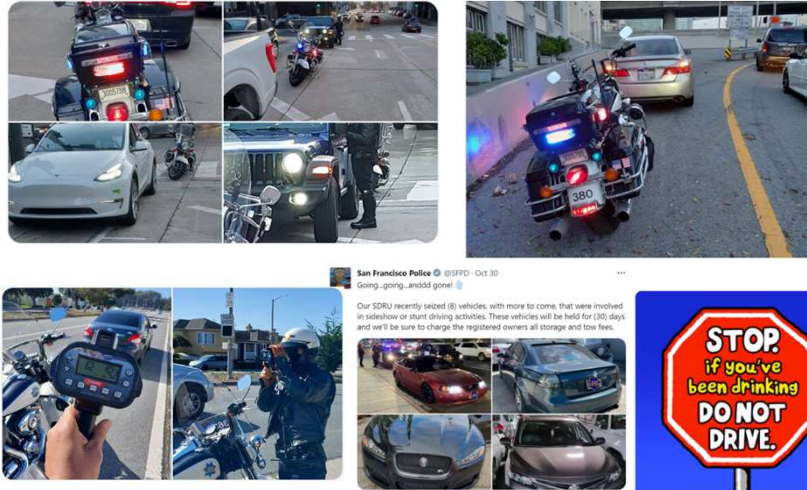 380
San Francisco Police @SFPD · Oct 30
Going...going...anddd gone!
Our SDRU recently seized (8) vehicles, with more to come, that were involved
in sideshow or stunt driving activities. These vehicles will be held for (30) days
and we'll be sure to charge the registered owners all storage and tow fees.
STOP.
if you've
been drinking
DO NOT
DRIVE.